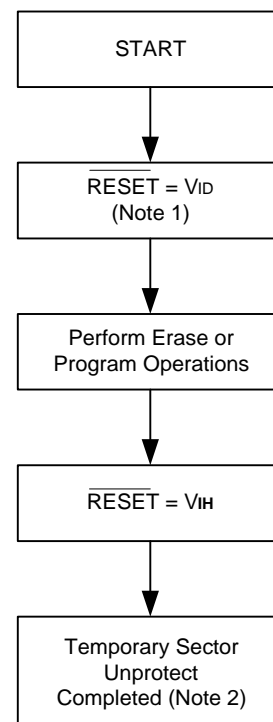 START
RESET = VID
(Note 1)
Perform Erase or
Program Operations
RESET = VIH
Temporary Sector
Unprotect
Completed (Note 2)